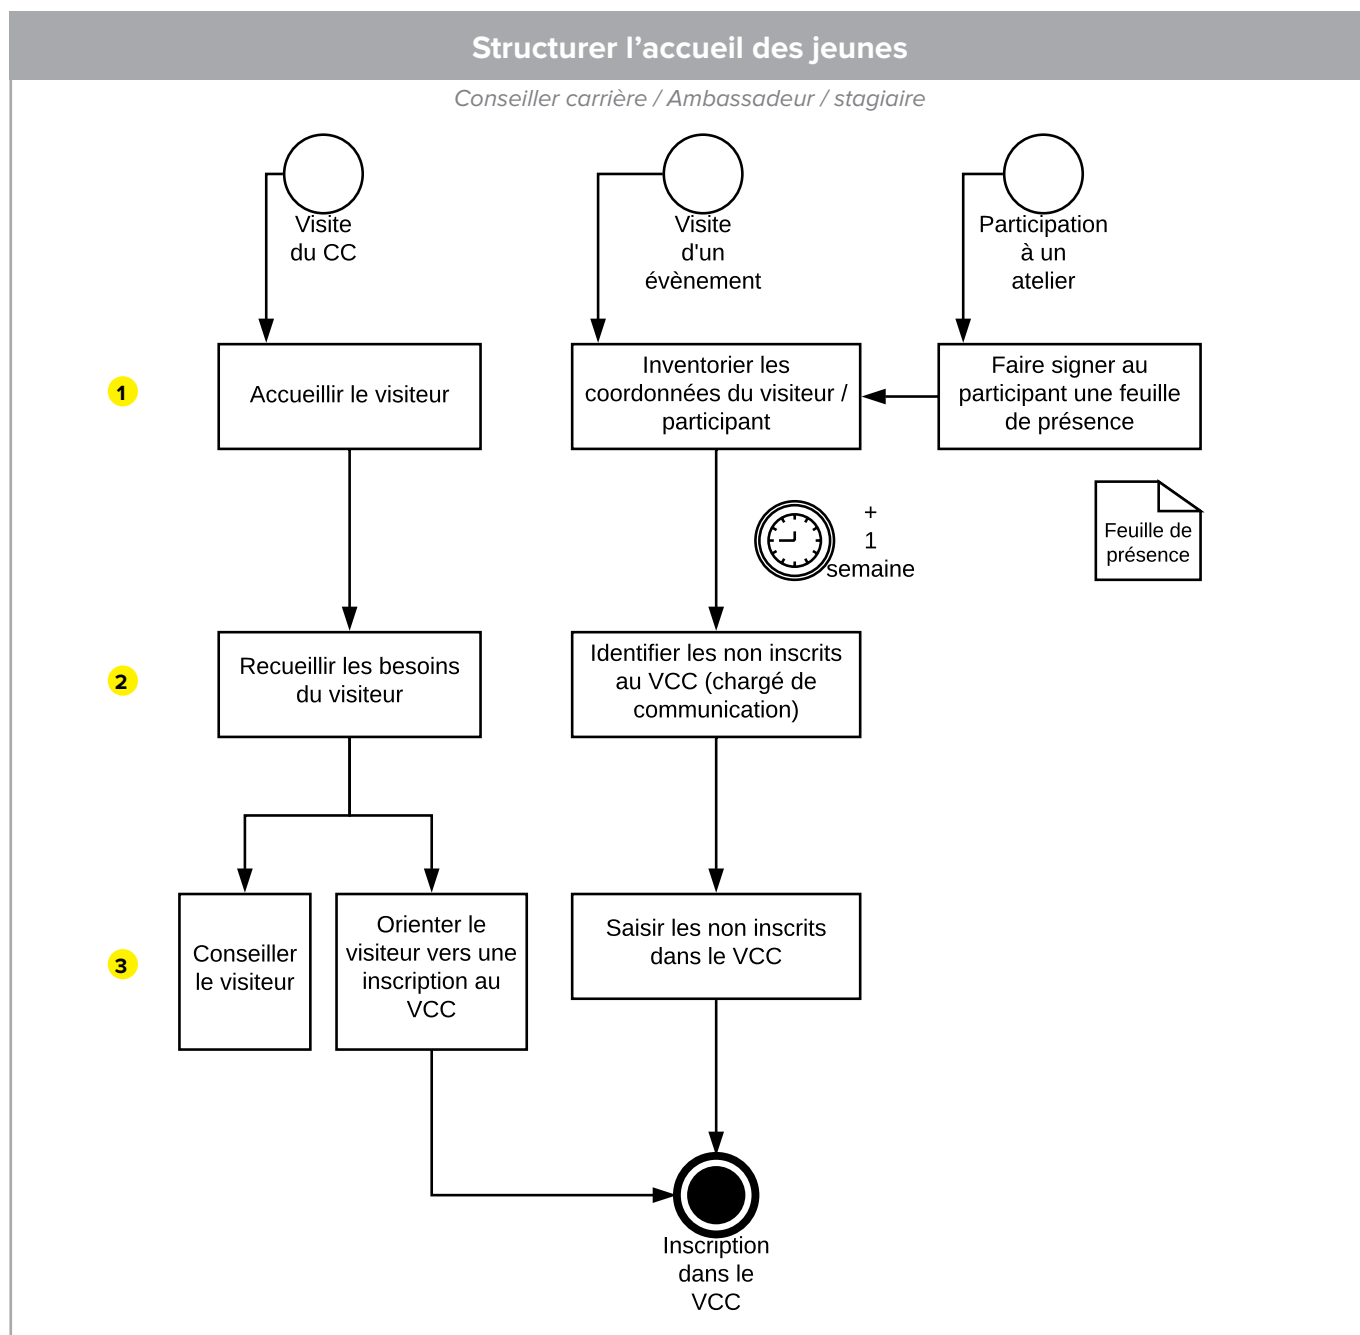 Structurer l’accueil des jeunes
Conseiller carrière / Ambassadeur / stagiaire
Visite
du CC
Visite
d'un
évènement
Participation
à un
atelier
1
Accueillir le visiteur
Inventorier les
coordonnées du visiteur /
participant
Faire signer au
participant une feuille
de présence
+
1
semaine
Feuille de
présence
2
Recueillir les besoins
du visiteur
Identifier les non inscrits
au VCC (chargé de
communication)
3
Conseiller
le visiteur
Orienter le
visiteur vers une
inscription au
VCC
Saisir les non inscrits
dans le VCC
Inscription
dans le
VCC